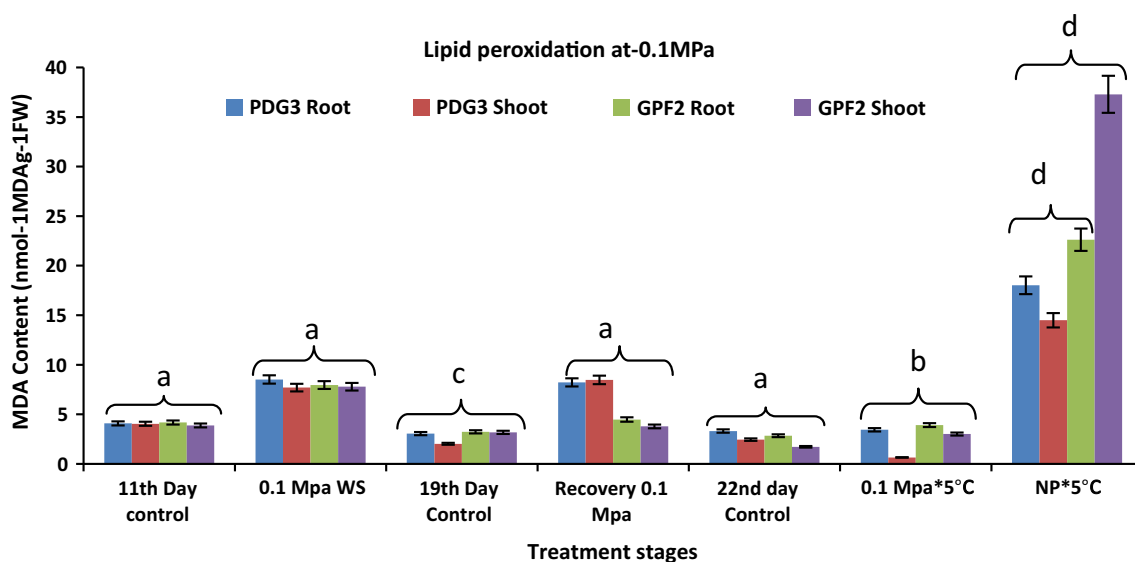 Lipid peroxidation at-0.1MPa
PDG3 Root
PDG3 Shoot
GPF2 Root
GPF2 Shoot
MDA Content (nmol-1MDAg-1FW)
40
35
30
25
20
15
10
5
0
a
a
c
a
a
b
d
d
11th Day
control
0.1 Mpa WS
19th Day
Control
Recovery 0.1
Mpa
22nd day
Control
0.1 Mpa*5°C
NP*5°C
Treatment stages